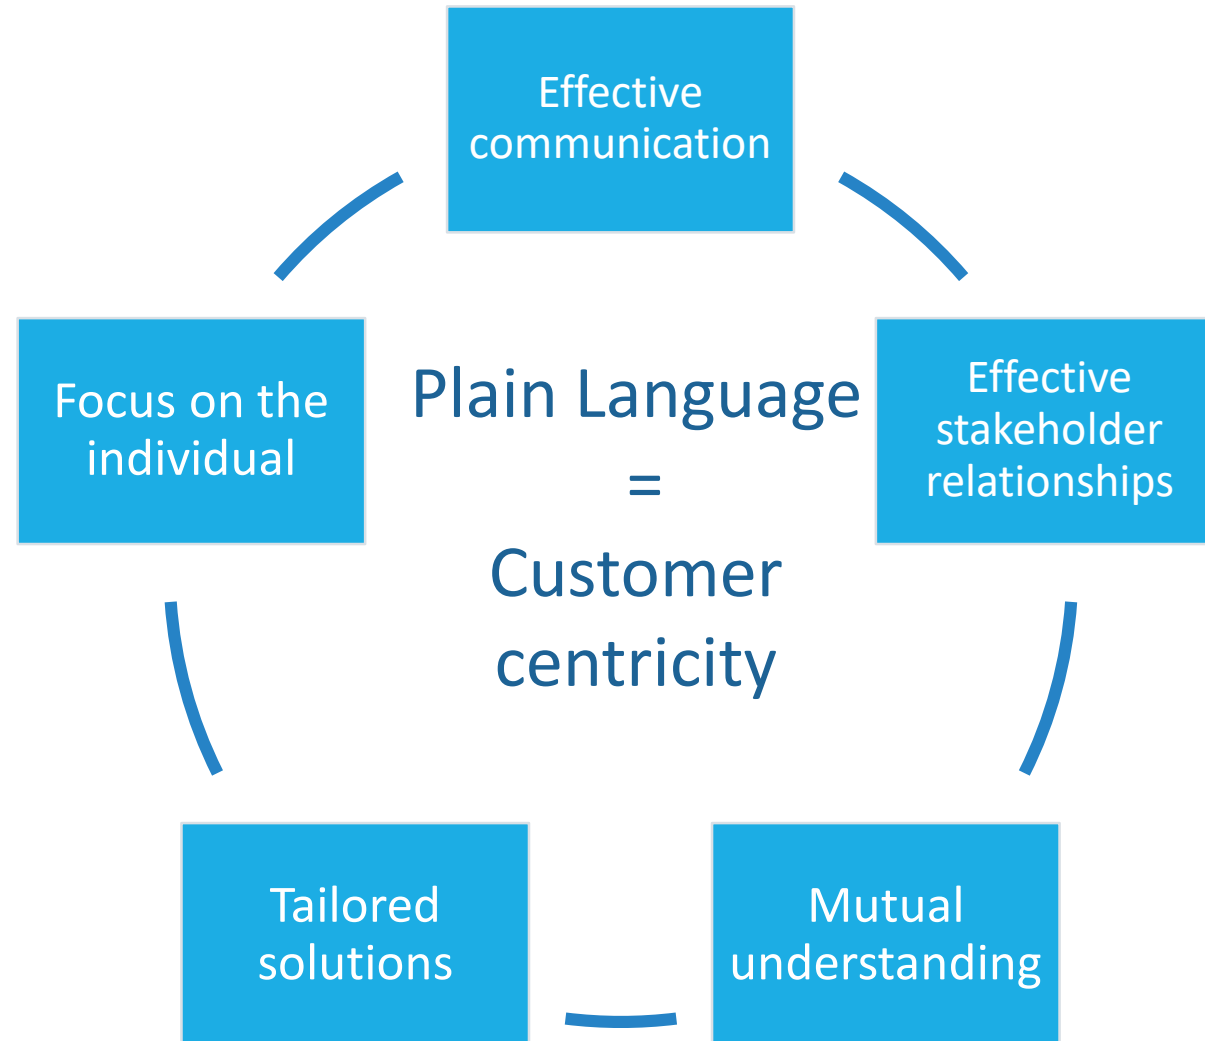 Effective
communication
Focus on the
individual
Plain Language
=
Customer
centricity
Effective
stakeholder
relationships
Tailored
solutions
Mutual
understanding